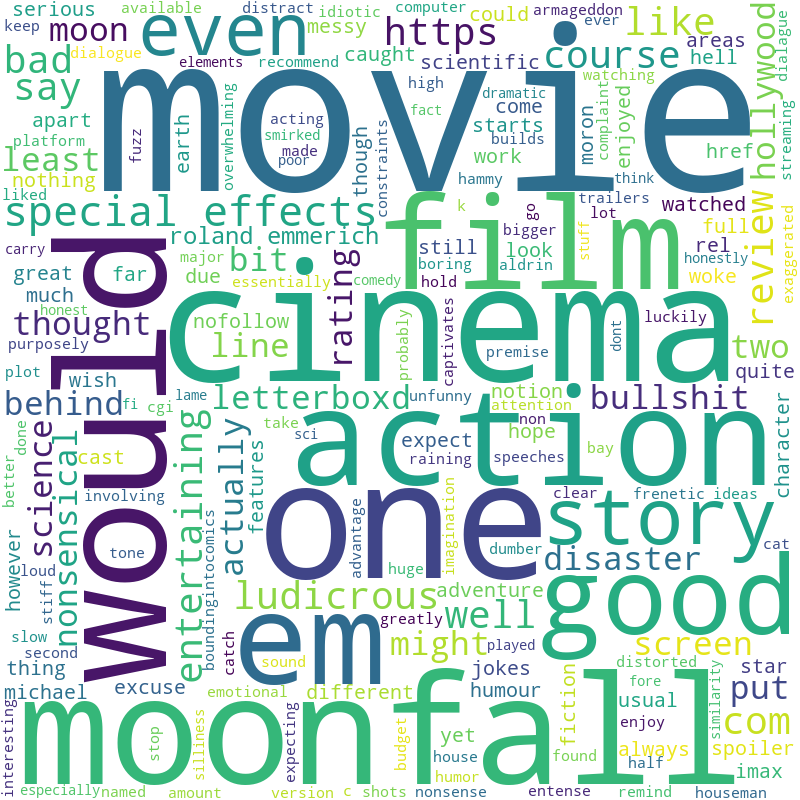 serious
available
distract
idiotic
computer
armageddon
ever
keep
moon
even
messy
https
could
like
areas
dialogue
elements
recommend
caught
scientific
course
hell
bad
say
movie
high
dramatic
watching
come
fact
apart
earth
overwhelming
acting
smirked
made
poor
fuzz
platform
least
nothing
liked
though
constraints
starts
builds
work
hammy
moron
complaint
enjoyed
think
trailers
href
hollywood
dialague
streaming
special effects
film
k
go
lot
watched
carry
roland emmerich
major
bit
due
essentially
comedy
still
bigger
look
boring
aldrin
hold
stuff
full
rel
honestly
woke
review
exaggerated
great
far
much
honest
thought
purposely
would
cinema
rating
probably
captivates
nofollow
line
premise
dont
luckily
two
quite
plot
wish
behind
fi
cgi
lame
letterboxd
unfunny
notion
attention
bullshit
take
non
sci
hope
raining
speeches
bay
expect
action
character
better
done
science
nonsensical
cast
entertaining
actually
features
involving
clear
frenetic ideas
imagination
advantage
one
story
dumber
cat
disaster
however
loud
stiff
tone
boundingintocomics
huge
adventure
ludicrous
good
slow
second
thing
catch
em
greatly
well
might
played
screen
sound
michael
excuse
emotional
different
jokes
humour
distorted
fore
star
usual
put
similarity
interesting
moonfall
stop
silliness
expecting
budget
yet
house
humor
fiction
found
enjoy
always
half
com
spoiler
imax
especially
named
amount
version
c
shots
nonsense
entense
remind
houseman